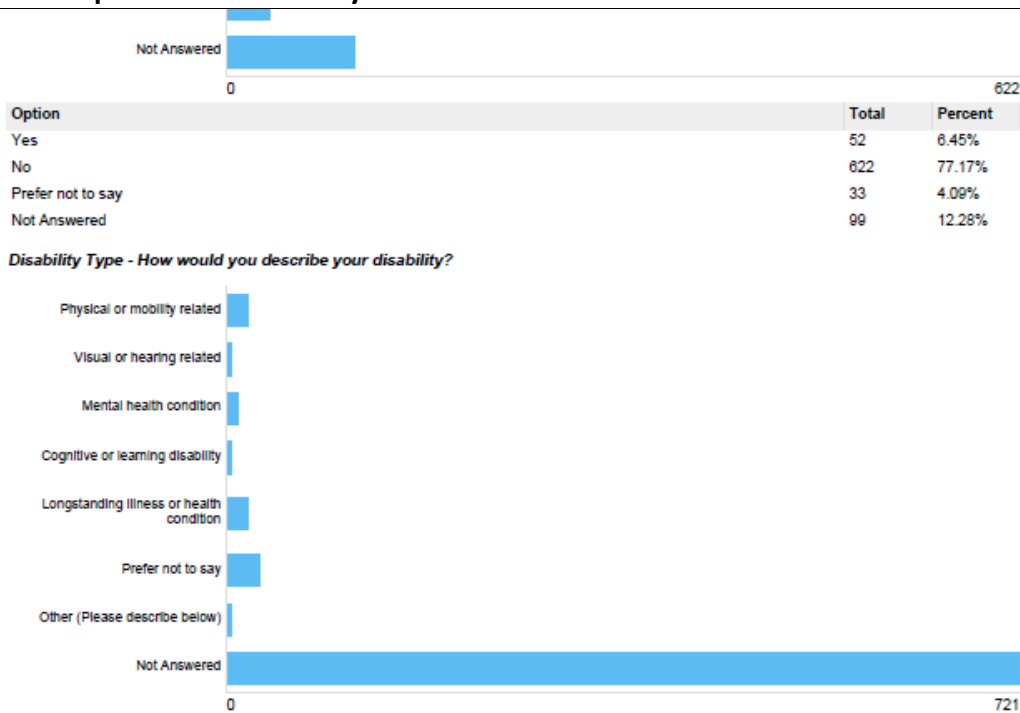 Not Answered
0 622
Option Total Percent
Yes 52 6.45%
No 622 77.17%
Prefer not to say 33 4.09%
Not Answered 99 12.28%
Disability Type - How would you describe your disability?
Physical or mobility related
Visual or hearing related
Mental health condition
Cognitive or learning disability
Longstanding illness or health
condition
Prefer not to say
Other (Please describe below)
Not Answered
0 721